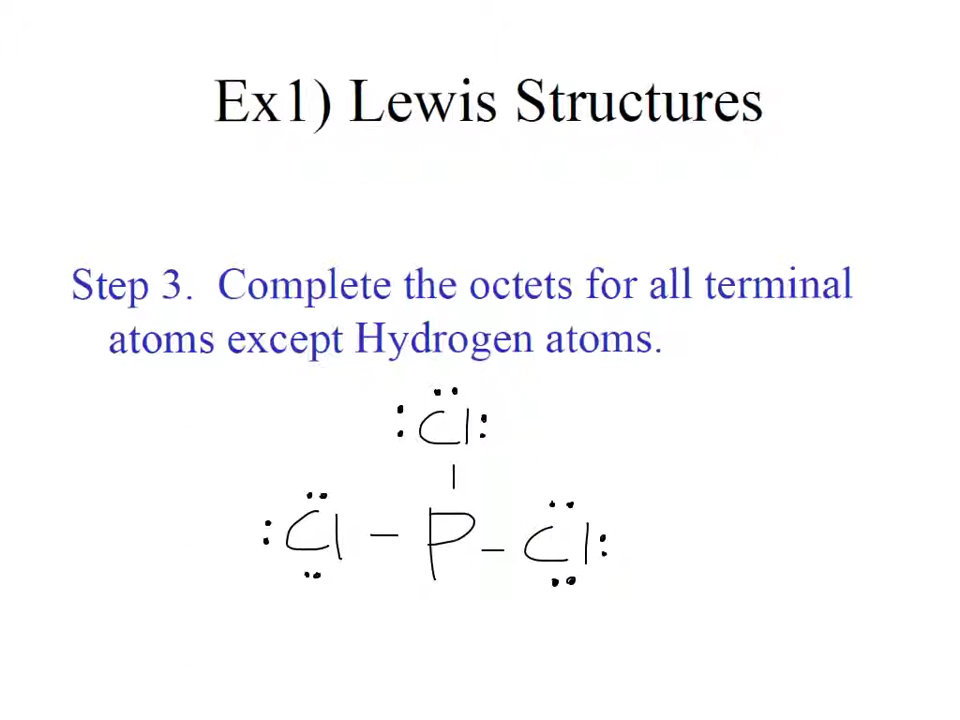 Ex1) Lewis Structures
Step 3. Complete the octets for all terminal
atoms except Hydrogen atoms.
Cl
Cl - P - Cl